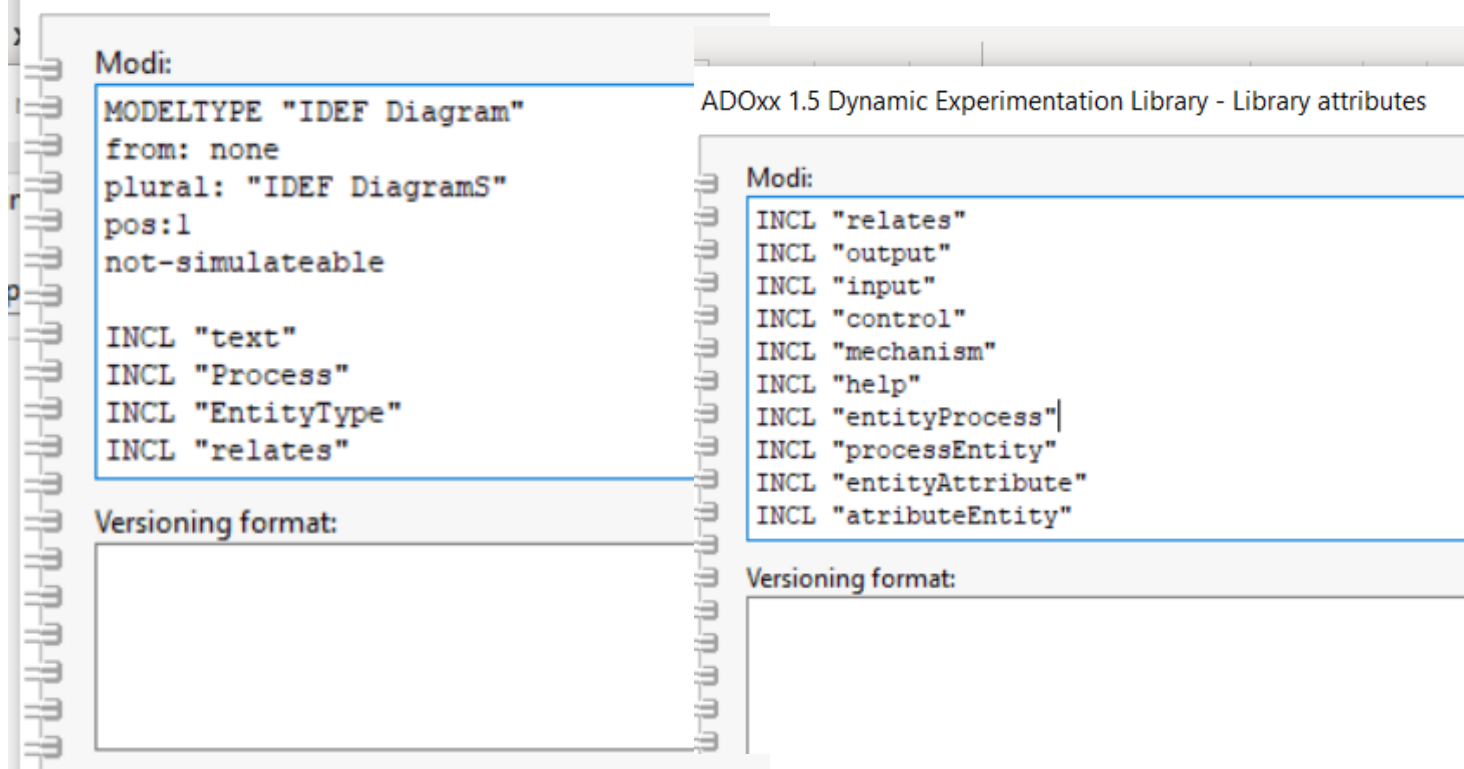 Modi:
MODELTYPE "IDEF Diagram"
from: none
plural: "IDEF DiagramS"
pos:1
not-simulateable
INCL "text"
INCL "Process"
INCL "EntityType"
INCL "relates"
Versioning format:
ADOxx 1.5 Dynamic Experimentation Library - Library attributes
Modi:
INCL "relates"
INCL "output"
INCL "input"
INCL "control"
INCL "mechanism"
INCL "help"
INCL "entityProcess"
INCL "processEntity"
INCL "entityAttribute"
INCL "atributeEntity"
Versioning format: